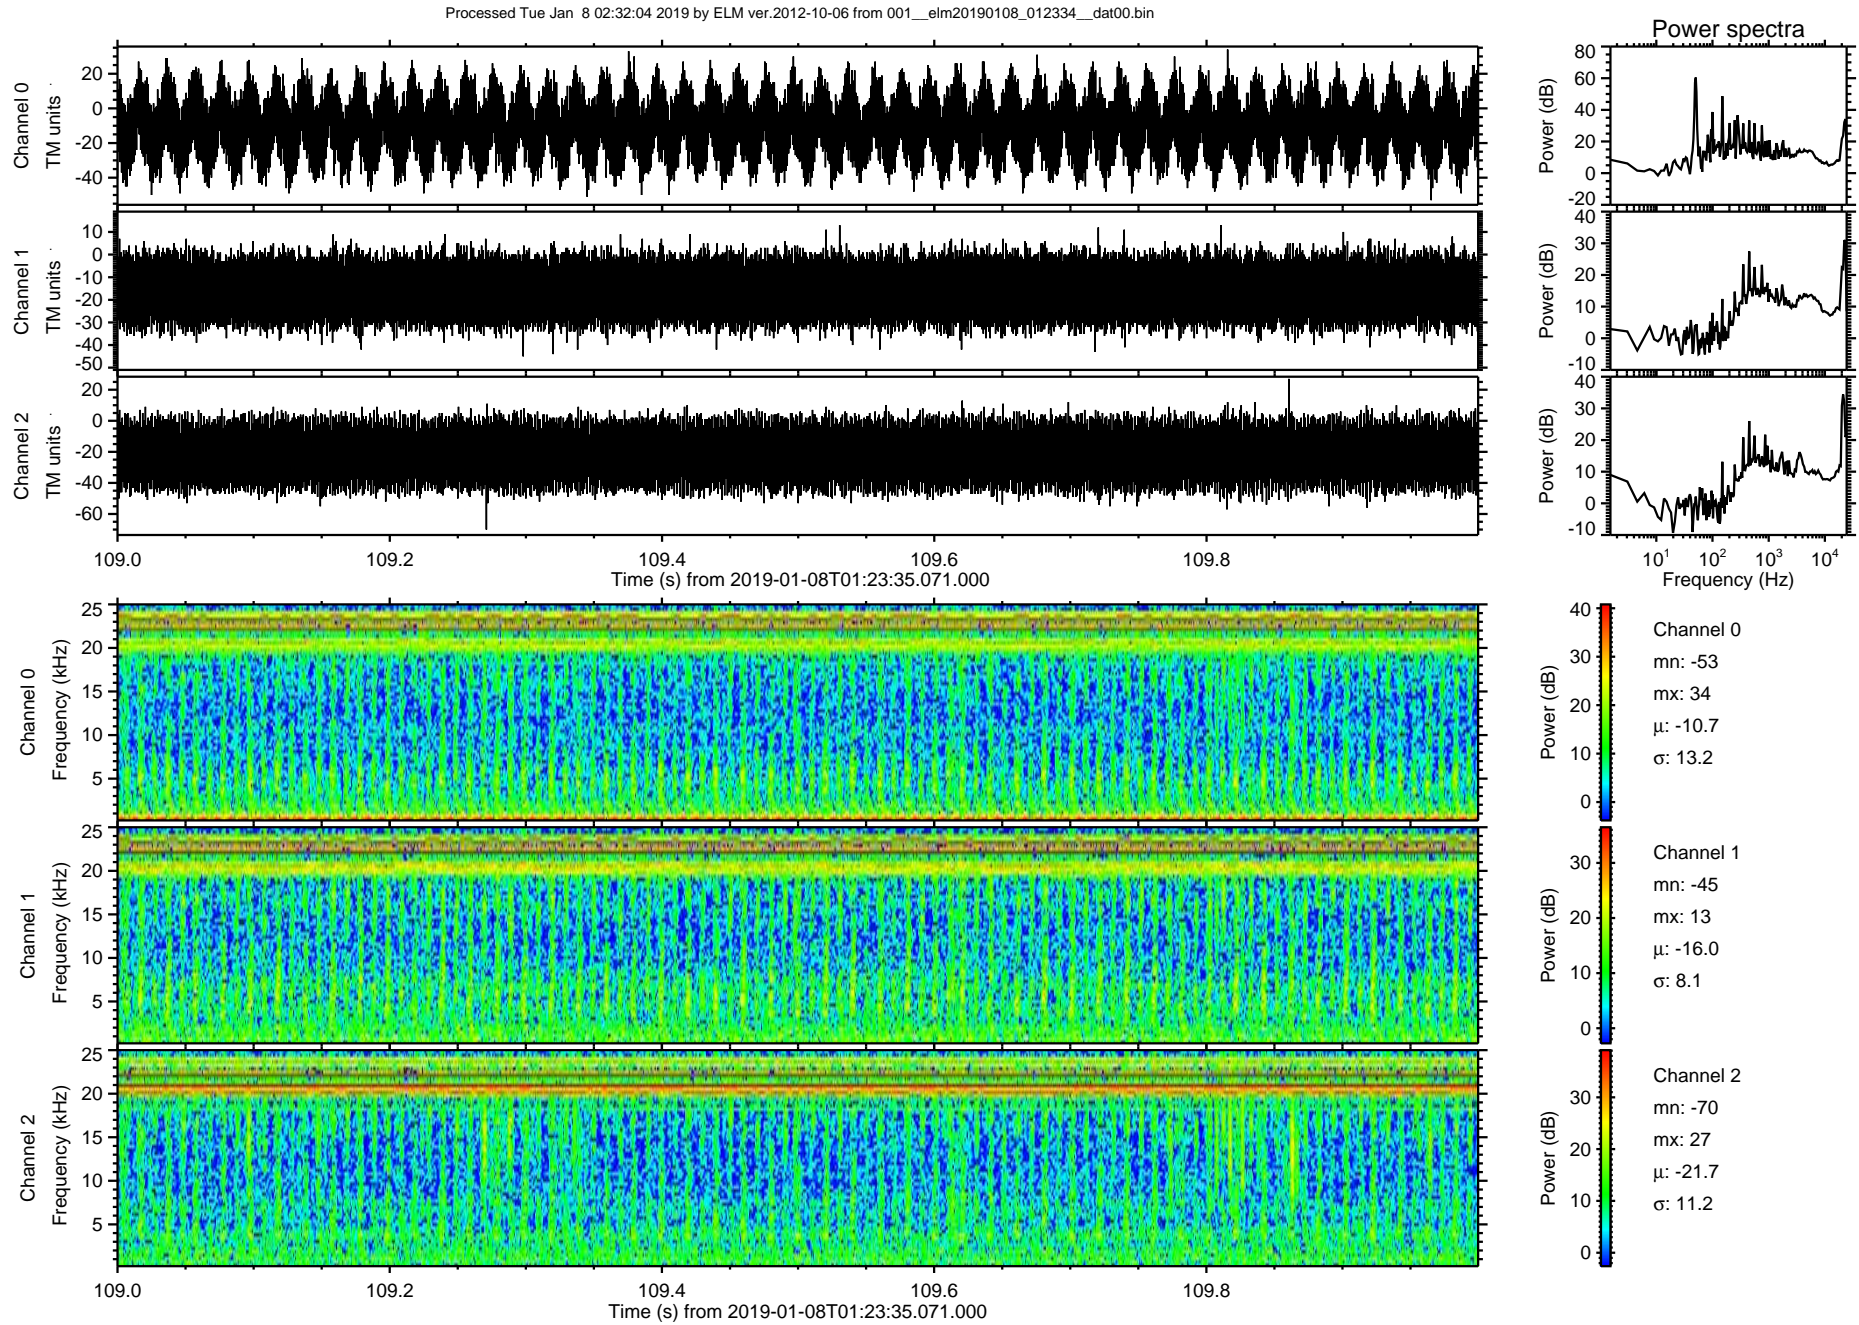 Processed Tue Jan  8 02:32:04 2019 by ELM ver.2012-10-06 from 001__elm20190108_012334__dat00.bin
Power spectra
Channel 0
TM units
20
0
-20
-40
Power (dB)
80
60
40
20
0
-20
Channel 1
TM units
10
0
-10
-20
-30
-40
-50
Power (dB)
40
30
20
10
0
-10
Channel 2
TM units
20
0
-20
-40
-60
Power (dB)
40
30
20
10
0
-10
109.0 109.2 109.4 109.6 109.8
Time (s) from 2019-01-08T01:23:35.071.000
10¹ 10² 10³ 10⁴
Frequency (Hz)
Channel 0
Frequency (kHz)
25
20
15
10
5
Power (dB)
40
30
20
10
0
Channel 0
mn: -53
mx: 34
µ: -10.7
σ: 13.2
Channel 1
Frequency (kHz)
25
20
15
10
5
Power (dB)
30
20
10
0
Channel 1
mn: -45
mx: 13
µ: -16.0
σ: 8.1
Channel 2
Frequency (kHz)
25
20
15
10
5
Power (dB)
30
20
10
0
Channel 2
mn: -70
mx: 27
µ: -21.7
σ: 11.2
109.0 109.2 109.4 109.6 109.8
Time (s) from 2019-01-08T01:23:35.071.000